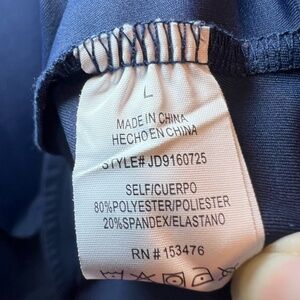 L
MADE IN CHINA
HECHO EN CHINA
STYLE# JD9160725
SELF/CUERPO
80%POLYESTER/POLIESTER
20%SPANDEX/ELASTANO
RN #153476